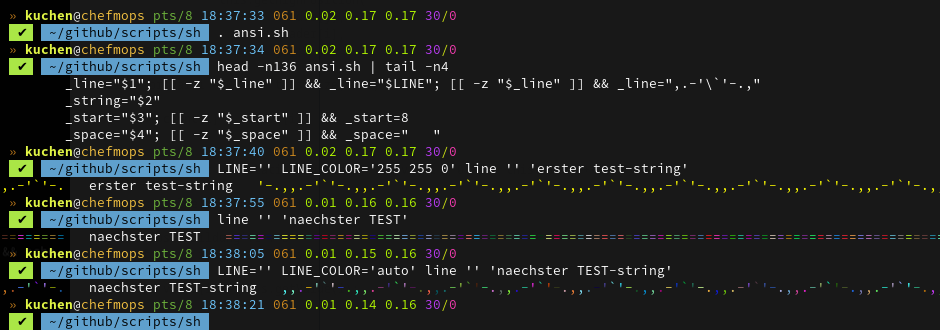 » kuchen@chefmops pts/8 18:37:33 061 0.02 0.17 0.17 30/0
✔ ~/github/scripts/sh . ansi.sh
» kuchen@chefmops pts/8 18:37:34 061 0.02 0.17 0.17 30/0
✔ ~/github/scripts/sh head -n136 ansi.sh | tail -n4
_line="$1"; [[ -z "$_line" ]] && _line="$LINE"; [[ -z "$_line" ]] && _line=",.-'\`'-.,"
_string="$2"
_start="$3"; [[ -z "$_start" ]] && _start=8
_space="$4"; [[ -z "$_space" ]] && _space="   "
» kuchen@chefmops pts/8 18:37:40 061 0.02 0.17 0.17 30/0
✔ ~/github/scripts/sh LINE='' LINE_COLOR='255 255 0' line '' 'erster test-string'
,.-'`'-.   erster test-string   '-.,,.-'`'-.,,.-'`'-.,,.-'`'-.,,.-'`'-.,,.-'`'-.,,.-'`'-.,,.-'`'-.,,.-'`'-.,
» kuchen@chefmops pts/8 18:37:55 061 0.01 0.16 0.16 30/0
✔ ~/github/scripts/sh line '' 'naechster TEST'
========   naechster TEST   ================================================================================
» kuchen@chefmops pts/8 18:38:05 061 0.01 0.15 0.16 30/0
✔ ~/github/scripts/sh LINE='' LINE_COLOR='auto' line '' 'naechster TEST-string'
,.-'`'-.   naechster TEST-string   ,,.-'`'-.,,.-'`'-.,,.-'`'-.,,.-'`'-.,,.-'`'-.,,.-'`'-.,,.-'`'-.,,.-'`'-.,
» kuchen@chefmops pts/8 18:38:21 061 0.01 0.14 0.16 30/0
✔ ~/github/scripts/sh